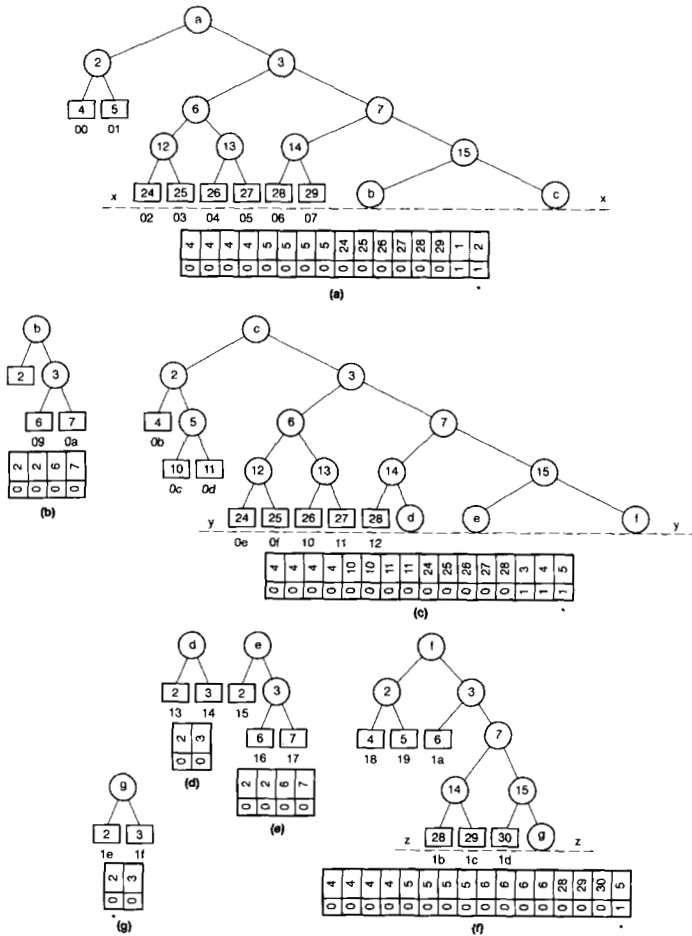 a
2 3
4 5 6 7
00 01
12 13 14 15
x 24 25 26 27 28 29 b c x
02 03 04 05 06 07
4 4 4 4 5 5 5 5 24 25 26 27 28 29 1 2
0 0 0 0 0 0 0 0 0 0 0 0 0 0 1 1
(a)
b
2 3
6 7
09 0a
2 2 6 7
0 0 0 0
(b)
c
2 3
4 5 6 7
0b
10 11 12 13 14 15
0c 0d
y 24 25 26 27 28 d e f y
0e 0f 10 11 12
4 4 4 4 10 10 11 11 24 25 26 27 28 3 4 5
0 0 0 0 0 0 0 0 0 0 0 0 0 1 1 1
(c)
d
2 3
13 14
2 3
0 0
(d)
e
2 3
15
6 7
16 17
2 2 6 7
0 0 0 0
(e)
f
2 3
4 5 6 7
18 19 1a
14 15
z 28 29 30 g z
1b 1c 1d
4 4 4 4 5 5 5 5 6 6 6 6 28 29 30 5
0 0 0 0 0 0 0 0 0 0 0 0 0 0 0 1
(f)
g
2 3
1e 1f
2 3
0 0
(g)